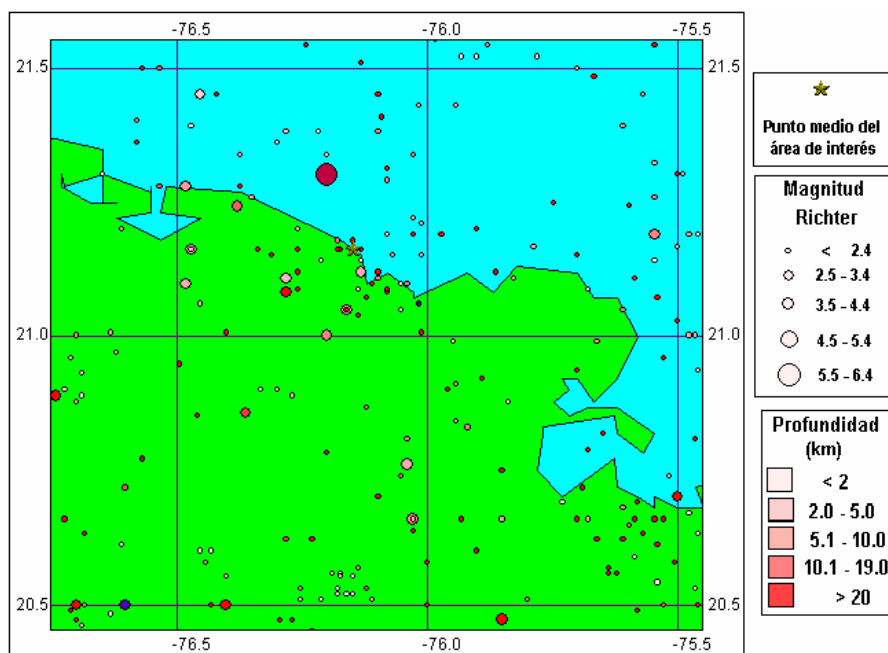 -76.5 -76.0 -75.5
21.5 21.5
21.0 21.0
20.5 20.5
-76.5 -76.0 -75.5
Punto medio del
área de interés
Magnitud
Richter
< 2.4
2.5 - 3.4
3.5 - 4.4
4.5 - 5.4
5.5 - 6.4
Profundidad
(km)
< 2
2.0 - 5.0
5.1 - 10.0
10.1 - 19.0
> 20